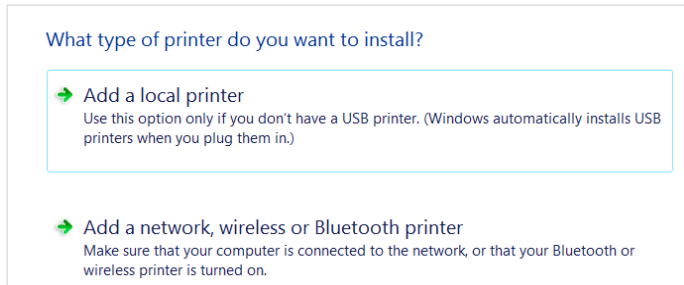 What type of printer do you want to install?
Add a local printer
Use this option only if you don't have a USB printer. (Windows automatically installs USB
printers when you plug them in.)
Add a network, wireless or Bluetooth printer
Make sure that your computer is connected to the network, or that your Bluetooth or
wireless printer is turned on.